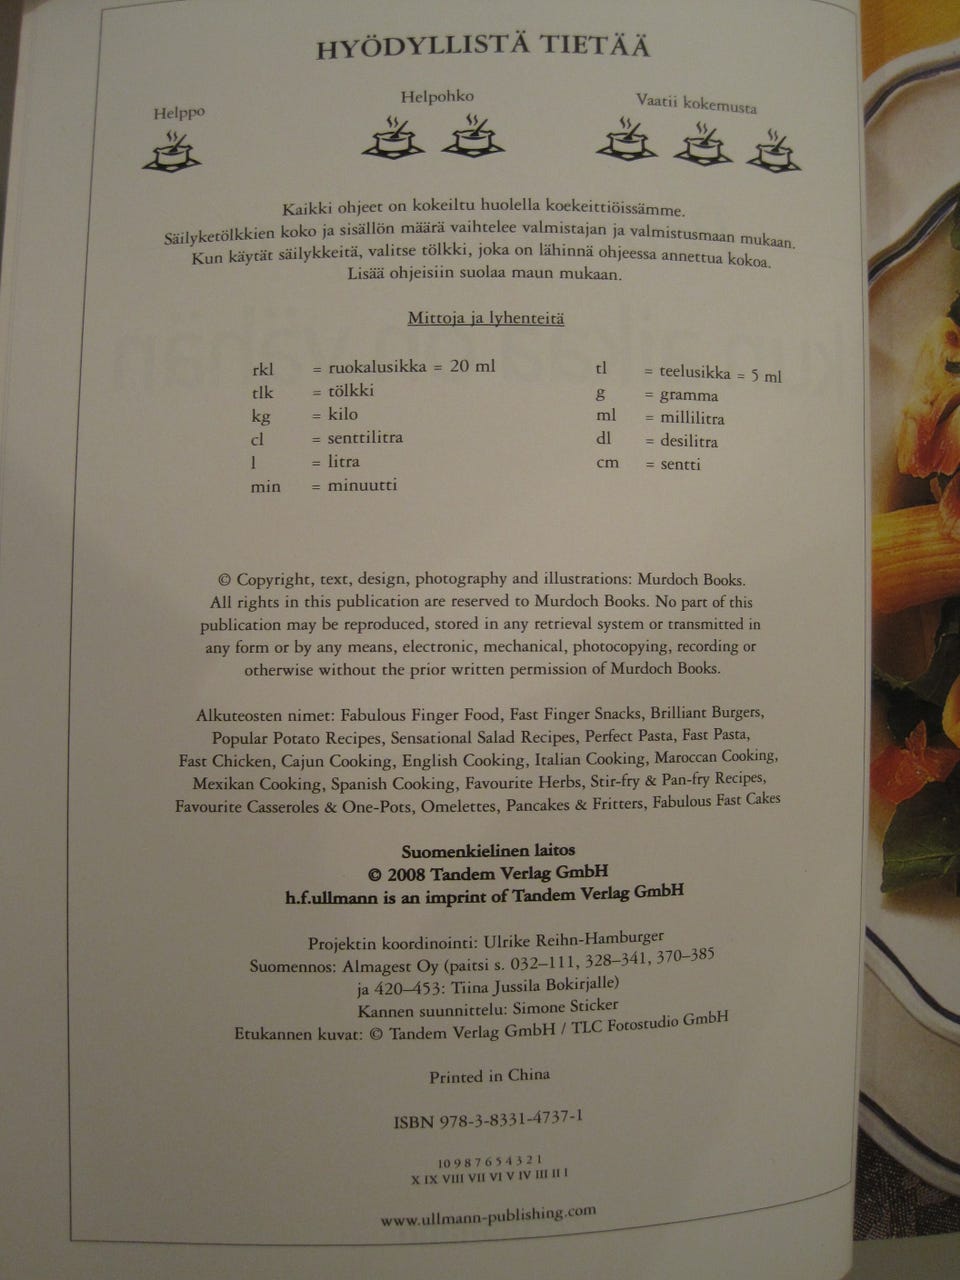 HYÖDYLLISTÄ TIETÄÄ
Helppo
Helpohko
Vaatii kokemusta
Kaikki ohjeet on kokeiltu huolella koekeittiöissämme.
Säilyketölkkien koko ja sisällön määrä vaihtelee valmistajan ja valmistusmaan mukaan.
Kun käytät säilykkeitä, valitse tölkki, joka on lähinnä ohjeessa annettua kokoa.
Lisää ohjeisiin suolaa maun mukaan.
Mittoja ja lyhenteitä
rkl = ruokalusikka = 20 ml
tlk = tölkki
kg = kilo
cl = senttilitra
l = litra
min = minuutti
tl = teelusikka = 5 ml
g = gramma
ml = millilitra
dl = desilitra
cm = sentti
© Copyright, text, design, photography and illustrations: Murdoch Books.
All rights in this publication are reserved to Murdoch Books. No part of this
publication may be reproduced, stored in any retrieval system or transmitted in
any form or by any means, electronic, mechanical, photocopying, recording or
otherwise without the prior written permission of Murdoch Books.
Alkuteosten nimet: Fabulous Finger Food, Fast Finger Snacks, Brilliant Burgers,
Popular Potato Recipes, Sensational Salad Recipes, Perfect Pasta, Fast Pasta,
Fast Chicken, Cajun Cooking, English Cooking, Italian Cooking, Maroccan Cooking,
Mexikan Cooking, Spanish Cooking, Favourite Herbs, Stir-fry & Pan-fry Recipes,
Favourite Casseroles & One-Pots, Omelettes, Pancakes & Fritters, Fabulous Fast Cakes
Suomenkielinen laitos
© 2008 Tandem Verlag GmbH
h.f.ullmann is an imprint of Tandem Verlag GmbH
Projektin koordinointi: Ulrike Reihn-Hamburger
Suomennos: Almagest Oy (paitsi s. 032–111, 328–341, 370–385
ja 420–453: Tiina Jussila Bokirjalle)
Kannen suunnittelu: Simone Sticker
Etukannen kuvat: © Tandem Verlag GmbH / TLC Fotostudio GmbH
Printed in China
ISBN 978-3-8331-4737-1
10 9 8 7 6 5 4 3 2 1
X IX VIII VII VI V IV III II I
www.ullmann-publishing.com